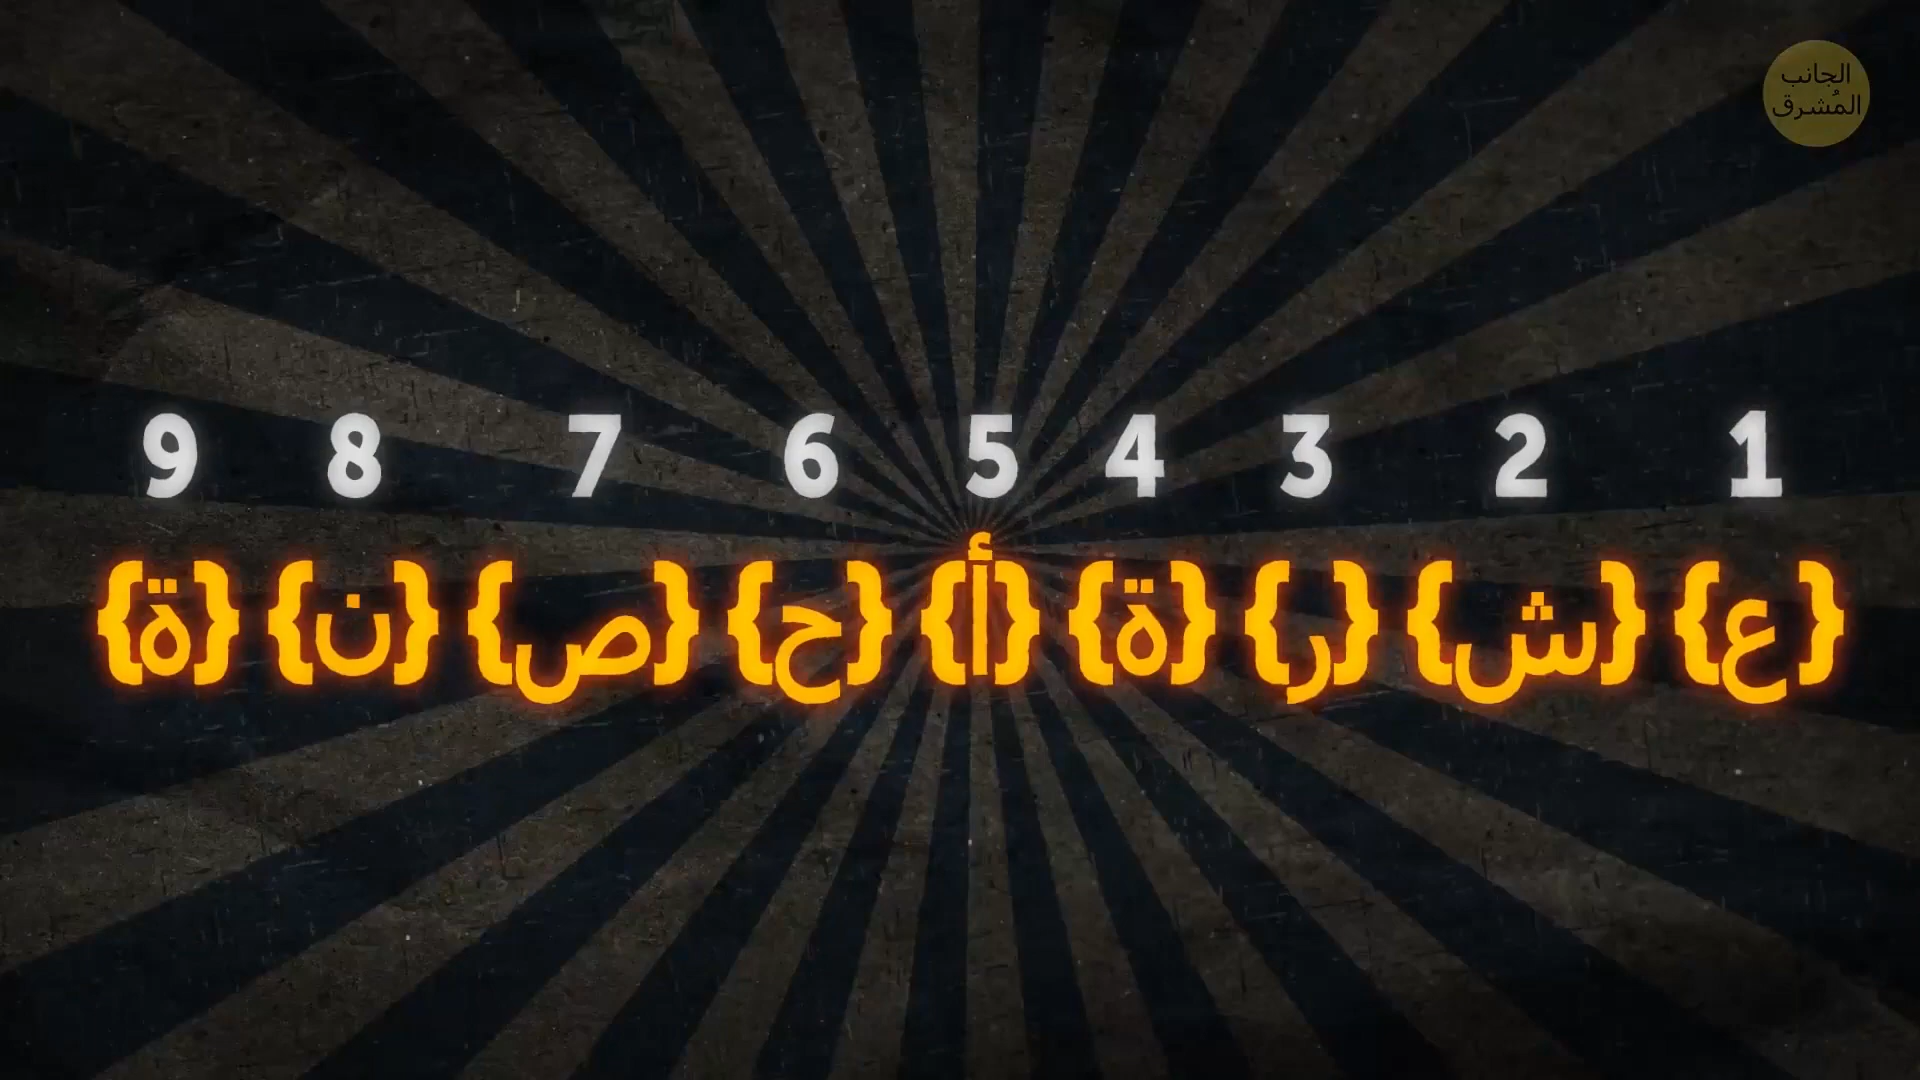 الجانب
المُشرق
1 2 3 4 5 6 7 8 9
{ع} {ش} {ر} {ة} {أ} {ح} {ص} {ن} {ة}